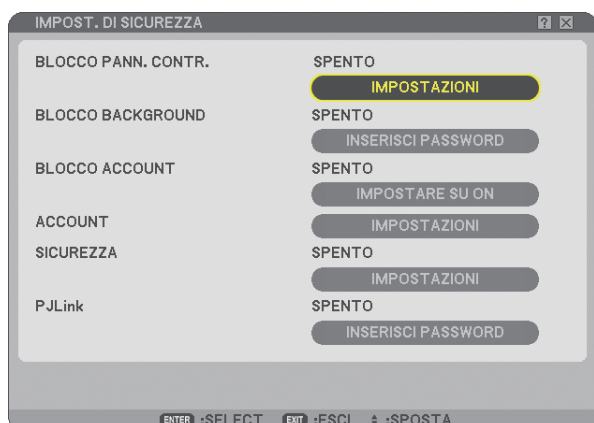 IMPOST. DI SICUREZZA
BLOCCO PANN. CONTR. SPENTO
IMPOSTAZIONI
BLOCCO BACKGROUND SPENTO
INSERISCI PASSWORD
BLOCCO ACCOUNT SPENTO
IMPOSTARE SU ON
ACCOUNT IMPOSTAZIONI
SICUREZZA SPENTO
IMPOSTAZIONI
PJLink SPENTO
INSERISCI PASSWORD
ENTER :SELECT EXIT :ESCI :SPOSTA